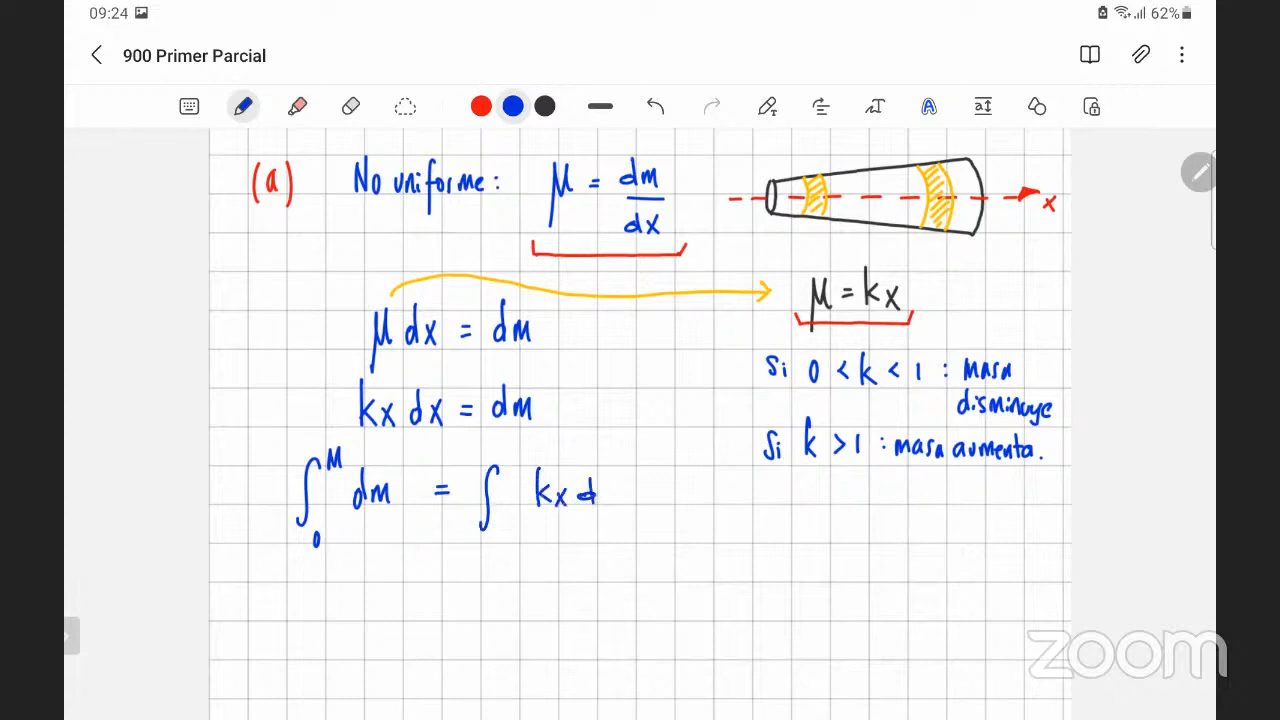 09:24 62%
900 Primer Parcial
(a) No uniforme: μ = dm/dx
x
μ = kx
μ dx = dm
Si 0 < k < 1 : masa
disminuye
kx dx = dm
Si k > 1 : masa aumenta.
∫₀ᴹ dm = ∫ kx d
zoom